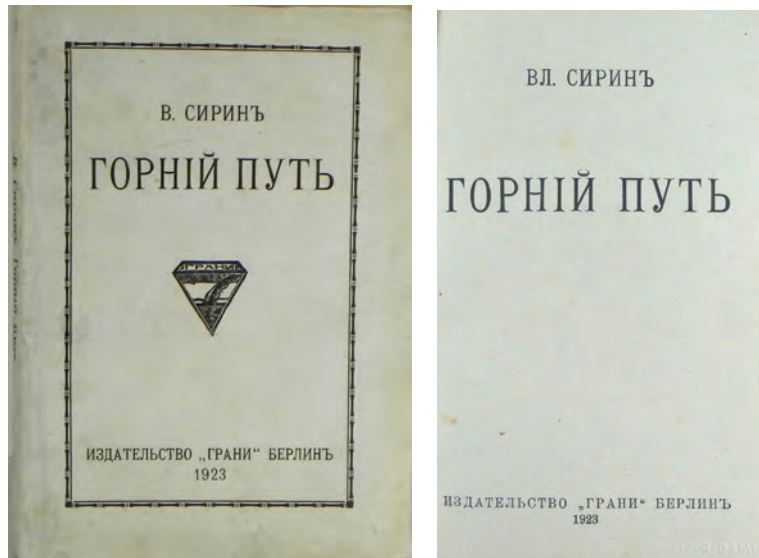 В. СИРИНЪ
ГОРНІЙ ПУТЬ
ГРАНИ
ИЗДАТЕЛЬСТВО „ГРАНИ“ БЕРЛИНЪ
1923
ВЛ. СИРИНЪ
ГОРНІЙ ПУТЬ
ИЗДАТЕЛЬСТВО „ГРАНИ“ БЕРЛИНЪ
1923